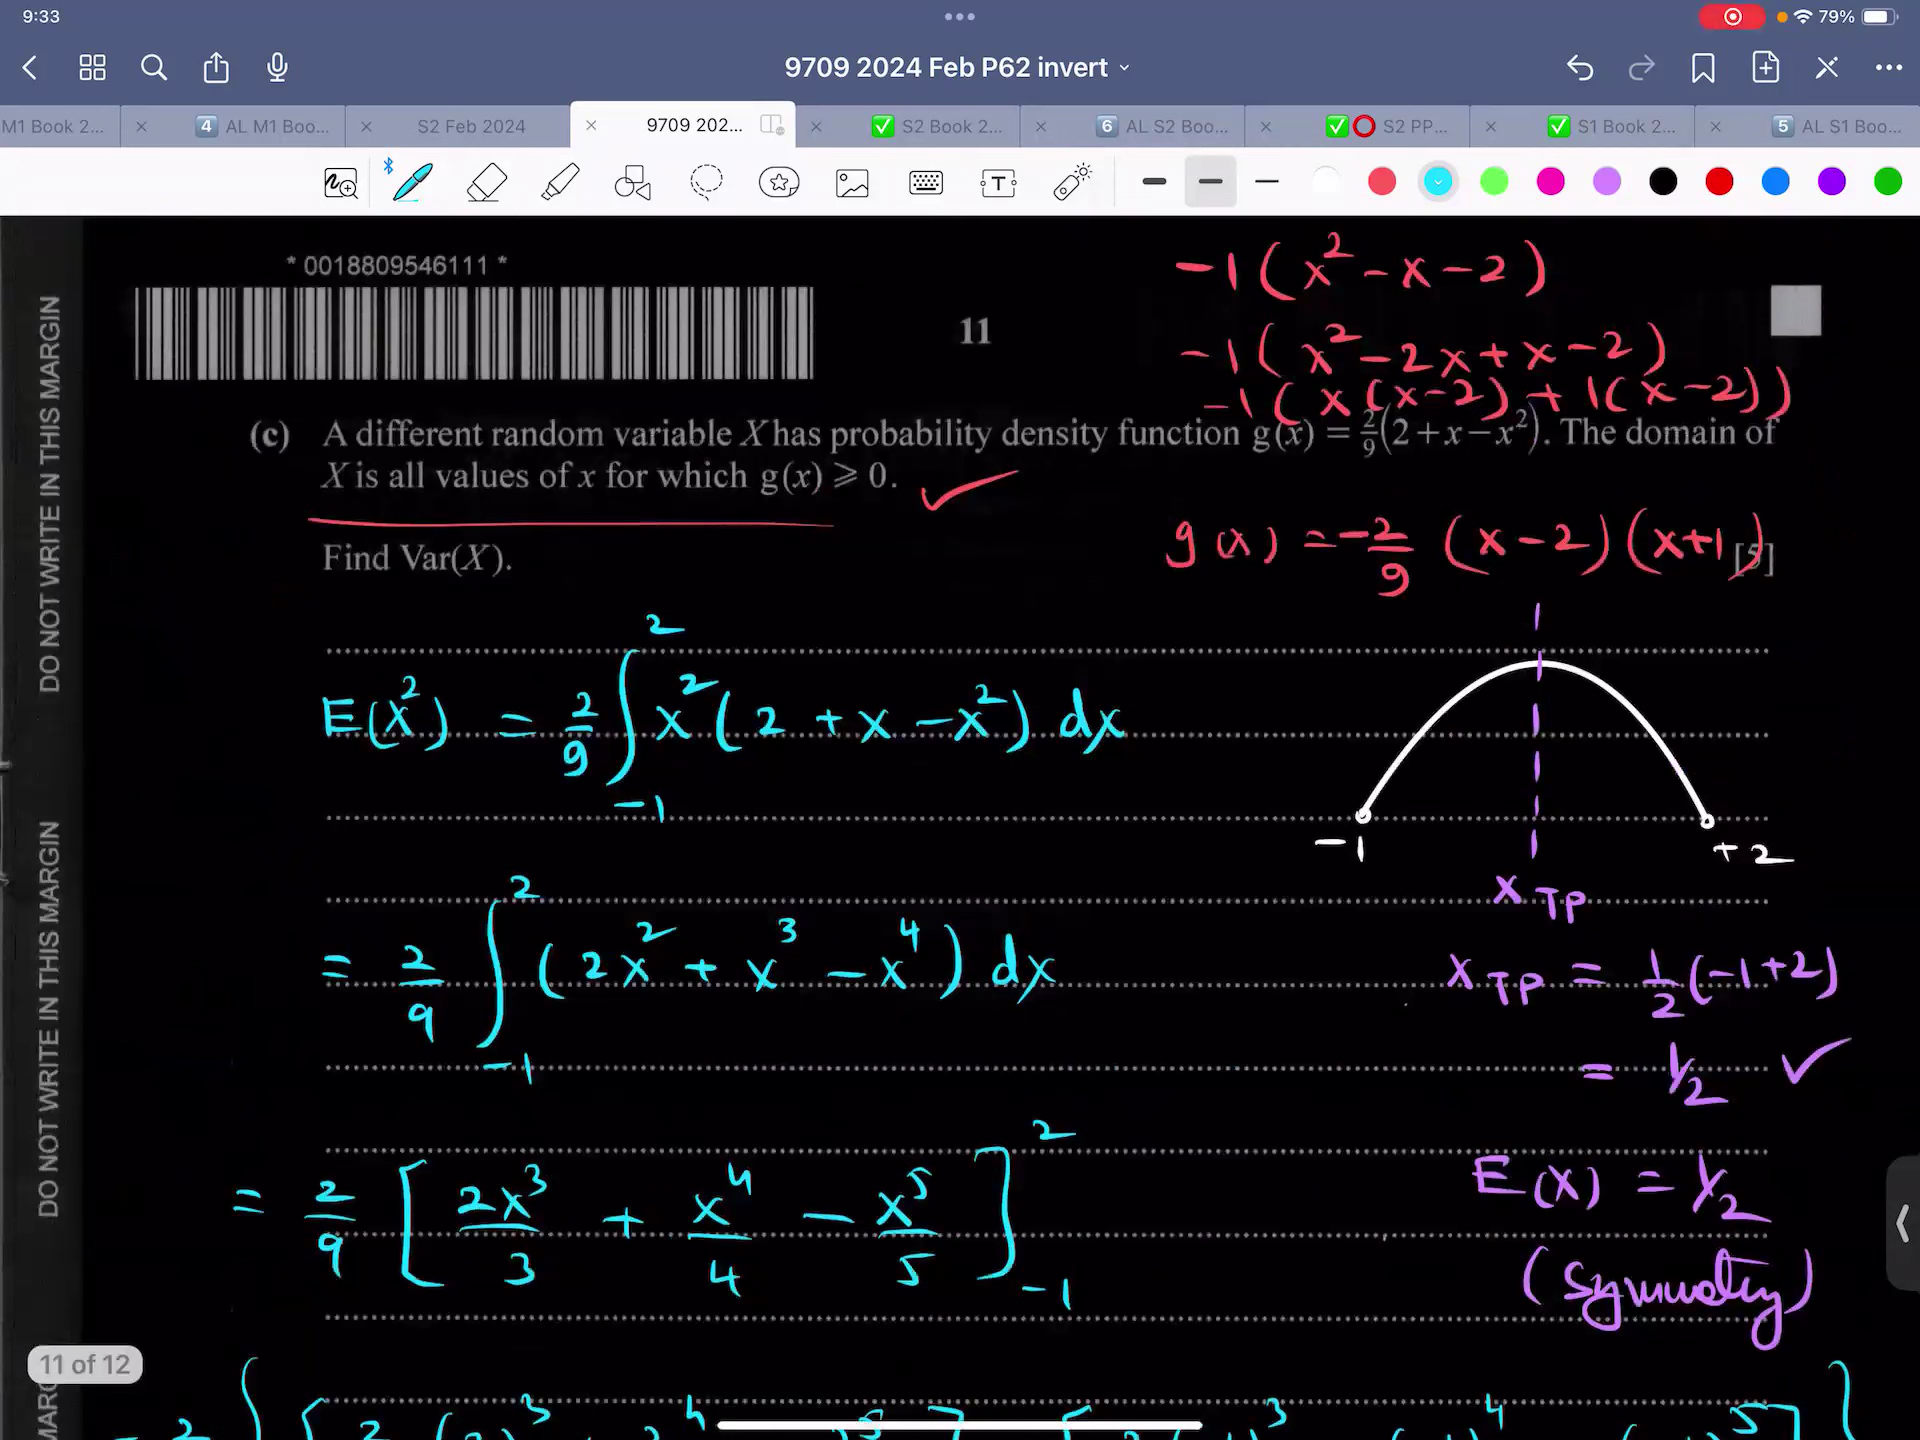 9:33
79%
9709 2024 Feb P62 invert
M1 Book 2...
4 AL M1 Boo...
S2 Feb 2024
9709 202...
S2 Book 2...
6 AL S2 Boo...
S2 PP...
S1 Book 2...
5 AL S1 Boo...
* 0018809546111 *
11
DO NOT WRITE IN THIS MARGIN
DO NOT WRITE IN THIS MARGIN
-1(x² - x - 2)
-1(x² - 2x + x - 2)
-1(x(x-2) + 1(x-2))
(c) A different random variable X has probability density function g(x) = 2/9(2+x−x²). The domain of
X is all values of x for which g(x) ⩾ 0. ✓
g(x) = -2/9 (x-2)(x+1)
Find Var(X). [5]
E(X²) = 2/9 ∫₋₁² x²(2 + x - x²) dx
-1
+2
x TP
= 2/9 ∫₋₁² (2x² + x³ - x⁴) dx
x TP = 1/2(-1+2)
= 1/2 ✓
= 2/9 [2x³/3 + x⁴/4 - x⁵/5]₋₁²
E(X) = 1/2
(Symmetry)
11 of 12